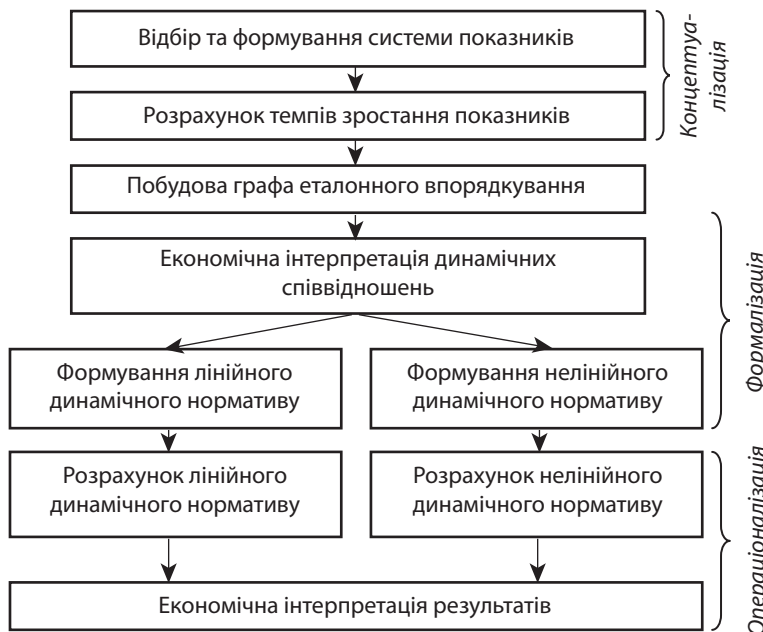 Відбір та формування системи показників
Концептуа-
лізація
Розрахунок темпів зростання показників
Побудова графа еталонного впорядкування
Економічна інтерпретація динамічних
співвідношень
Формалізація
Формування лінійного
динамічного нормативу
Формування нелінійного
динамічного нормативу
Розрахунок лінійного
динамічного нормативу
Розрахунок нелінійного
динамічного нормативу
Операціоналізація
Економічна інтерпретація результатів